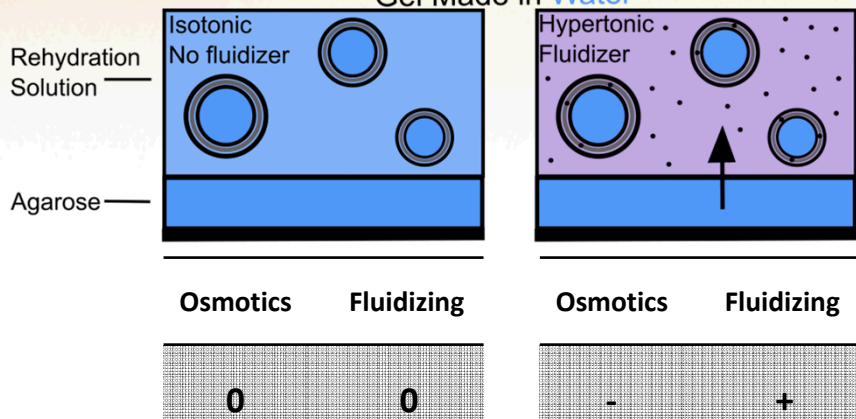 Gel Made in Water
Isotonic
No fluidizer
Hypertonic
Fluidizer
Rehydration
Solution
Agarose
Osmotics Fluidizing Osmotics Fluidizing
0 0 - +